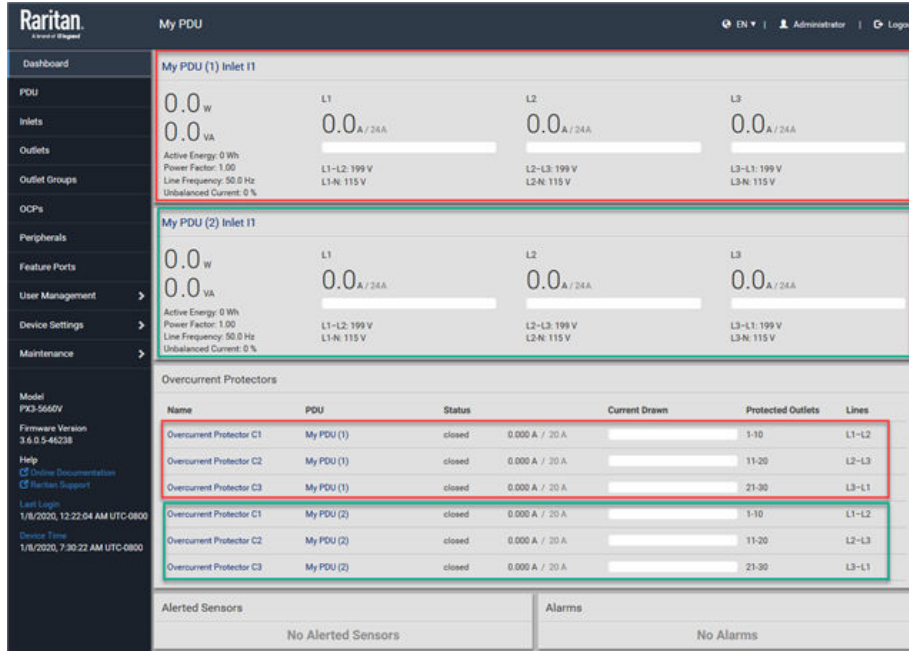 Raritan.
A brand of legrand
My PDU
EN
Administrator
Logou
Dashboard
PDU
Inlets
Outlets
Outlet Groups
OCPs
Peripherals
Feature Ports
User Management
Device Settings
Maintenance
Model
PX3-5660V
Firmware Version
3.6.0.5-46238
Help
Online Documentation
Raritan Support
Last Login
1/8/2020, 12:22:04 AM UTC-0800
Device Time
1/8/2020, 7:30:22 AM UTC-0800
My PDU (1) Inlet I1
0.0 W
0.0 VA
Active Energy: 0 Wh
Power Factor: 1.00
Line Frequency: 50.0 Hz
Unbalanced Current: 0 %
L1
0.0 A / 24A
L1-L2: 199 V
L1-N: 115 V
L2
0.0 A / 24A
L2-L3: 199 V
L2-N: 115 V
L3
0.0 A / 24A
L3-L1: 199 V
L3-N: 115 V
My PDU (2) Inlet I1
0.0 W
0.0 VA
Active Energy: 0 Wh
Power Factor: 1.00
Line Frequency: 50.0 Hz
Unbalanced Current: 0 %
L1
0.0 A / 24A
L1-L2: 199 V
L1-N: 115 V
L2
0.0 A / 24A
L2-L3: 199 V
L2-N: 115 V
L3
0.0 A / 24A
L3-L1: 199 V
L3-N: 115 V
Overcurrent Protectors
Name PDU Status Current Drawn Protected Outlets Lines
Overcurrent Protector C1 My PDU (1) closed 0.000 A / 20 A 1-10 L1-L2
Overcurrent Protector C2 My PDU (1) closed 0.000 A / 20 A 11-20 L2-L3
Overcurrent Protector C3 My PDU (1) closed 0.000 A / 20 A 21-30 L3-L1
Overcurrent Protector C1 My PDU (2) closed 0.000 A / 20 A 1-10 L1-L2
Overcurrent Protector C2 My PDU (2) closed 0.000 A / 20 A 11-20 L2-L3
Overcurrent Protector C3 My PDU (2) closed 0.000 A / 20 A 21-30 L3-L1
Alerted Sensors
No Alerted Sensors
Alarms
No Alarms